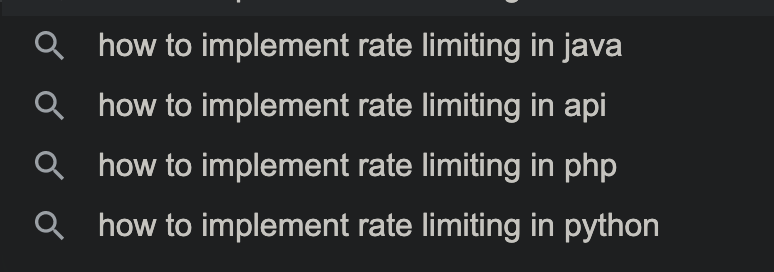 how to implement rate limiting in java
how to implement rate limiting in api
how to implement rate limiting in php
how to implement rate limiting in python